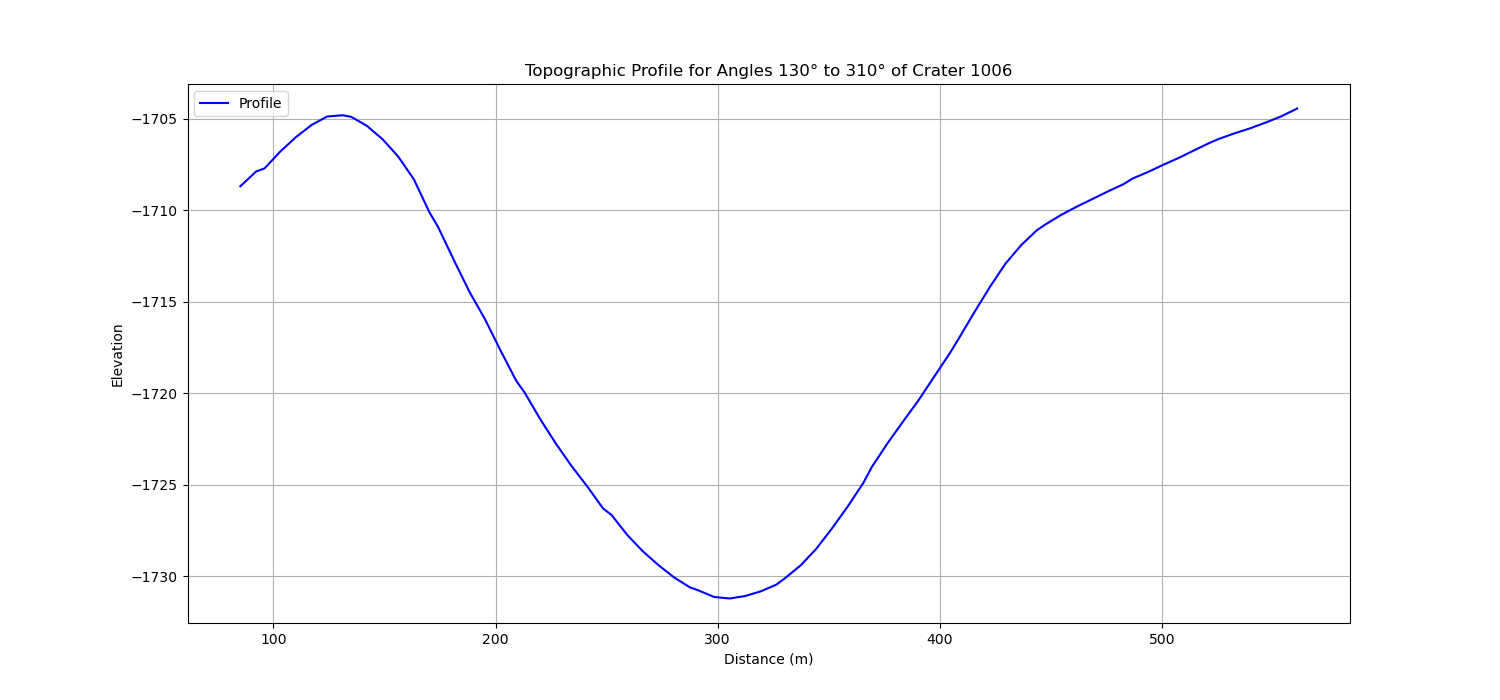 Topographic Profile for Angles 130° to 310° of Crater 1006
Profile
−1705
−1710
−1715
−1720
−1725
−1730
Elevation
100
200
300
400
500
Distance (m)